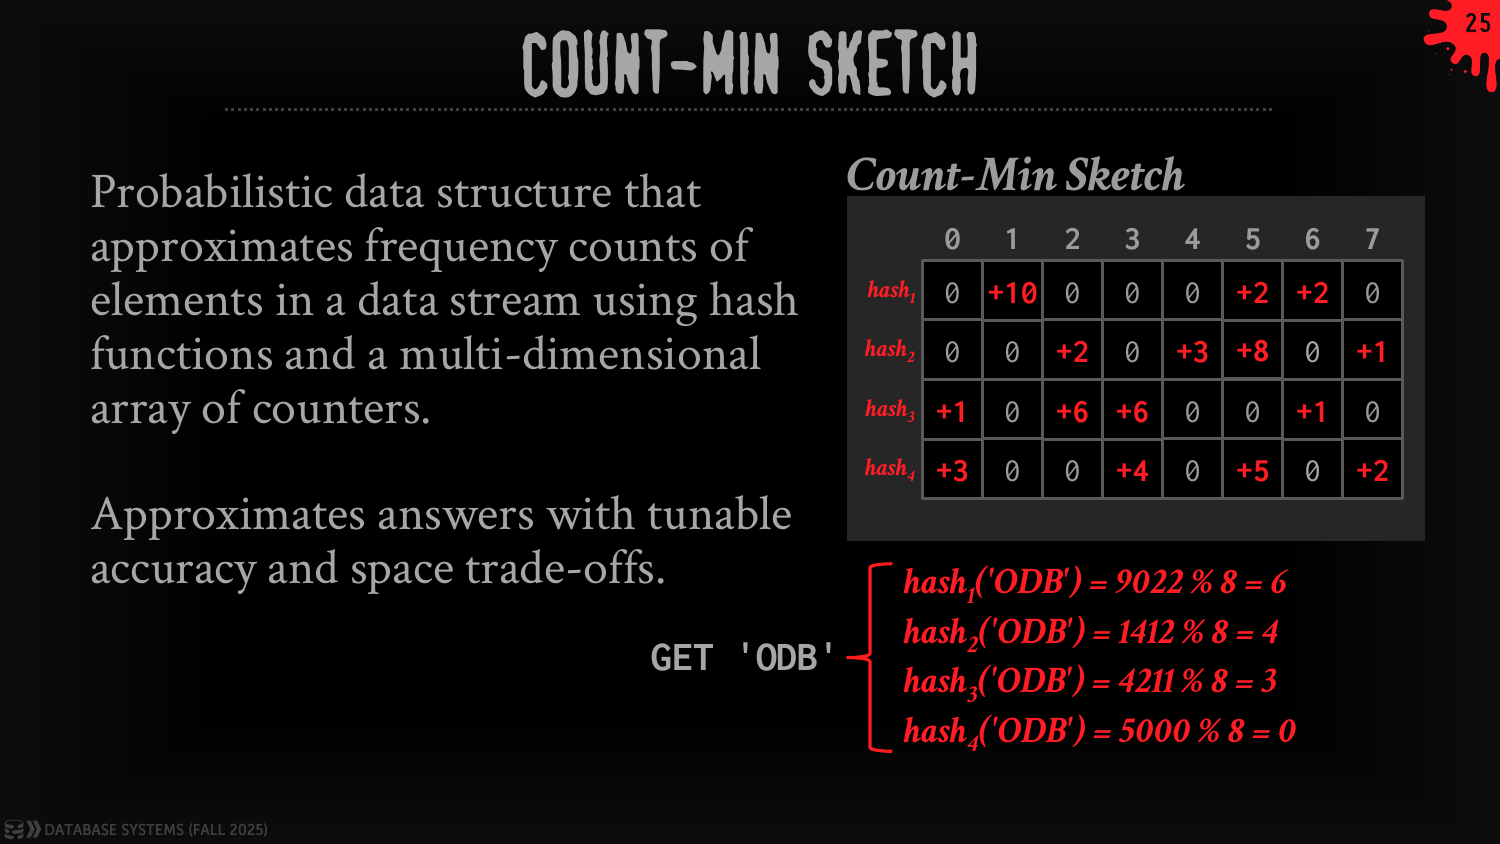 25
COUNT-MIN SKETCH
Probabilistic data structure that
approximates frequency counts of
elements in a data stream using hash
functions and a multi-dimensional
array of counters.
Approximates answers with tunable
accuracy and space trade-offs.
Count-Min Sketch
0 1 2 3 4 5 6 7
hash1 0 +10 0 0 0 +2 +2 0
hash2 0 0 +2 0 +3 +8 0 +1
hash3 +1 0 +6 +6 0 0 +1 0
hash4 +3 0 0 +4 0 +5 0 +2
GET 'ODB'
hash1('ODB') = 9022 % 8 = 6
hash2('ODB') = 1412 % 8 = 4
hash3('ODB') = 4211 % 8 = 3
hash4('ODB') = 5000 % 8 = 0
DATABASE SYSTEMS (FALL 2025)